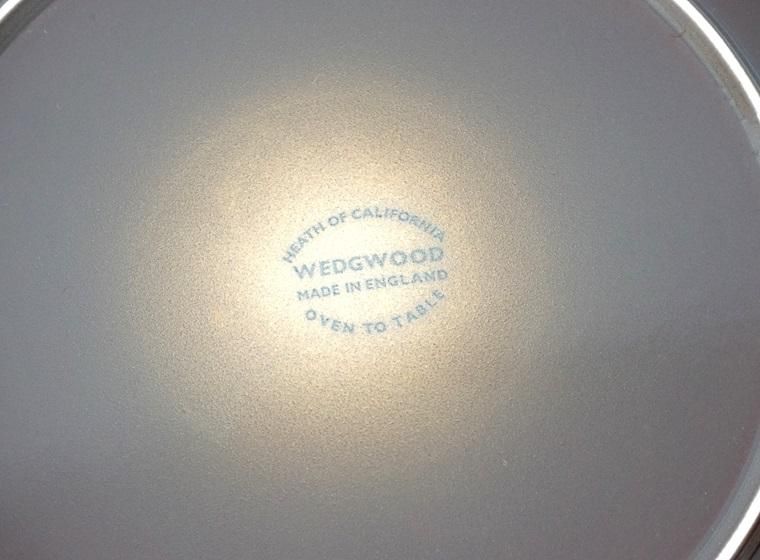 HEATH OF CALIFORNIA
WEDGWOOD
MADE IN ENGLAND
OVEN TO TABLE